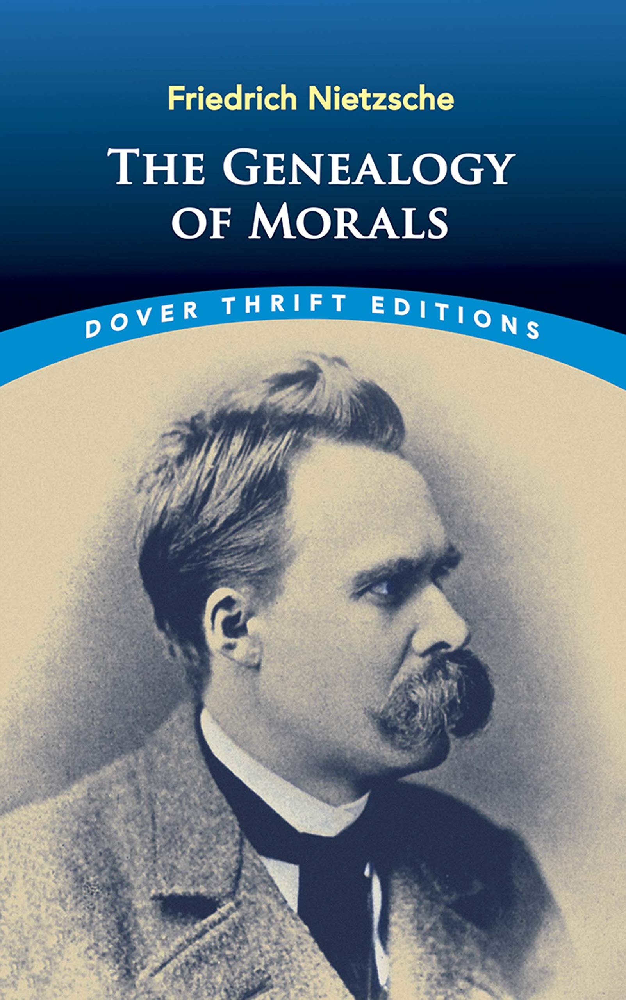 Friedrich Nietzsche
THE GENEALOGY
OF MORALS
DOVER THRIFT EDITIONS